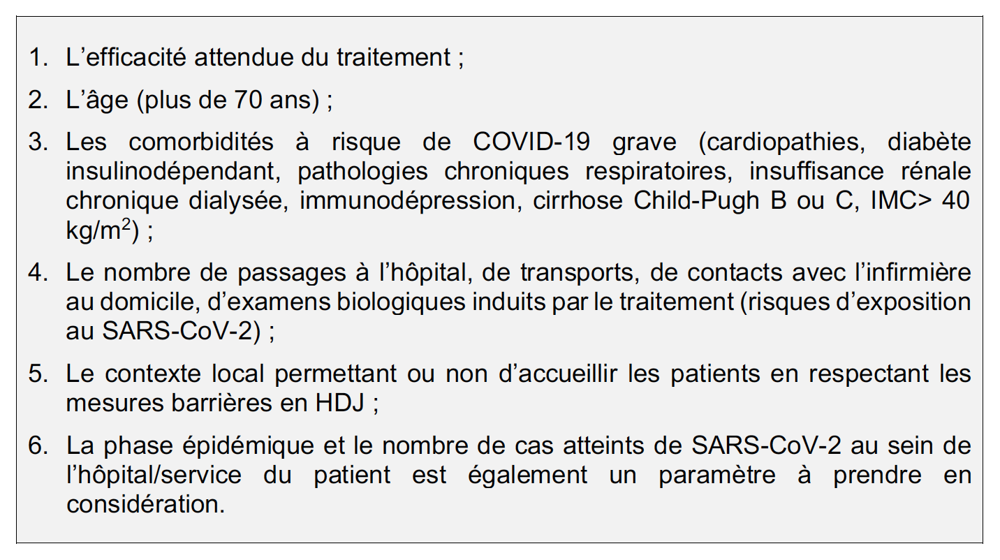 1. L’efficacité attendue du traitement ;
2. L’âge (plus de 70 ans) ;
3. Les comorbidités à risque de COVID-19 grave (cardiopathies, diabète
insulinodépendant, pathologies chroniques respiratoires, insuffisance rénale
chronique dialysée, immunodépression, cirrhose Child-Pugh B ou C, IMC> 40
kg/m²) ;
4. Le nombre de passages à l’hôpital, de transports, de contacts avec l’infirmière
au domicile, d’examens biologiques induits par le traitement (risques d’exposition
au SARS-CoV-2) ;
5. Le contexte local permettant ou non d’accueillir les patients en respectant les
mesures barrières en HDJ ;
6. La phase épidémique et le nombre de cas atteints de SARS-CoV-2 au sein de
l’hôpital/service du patient est également un paramètre à prendre en
considération.